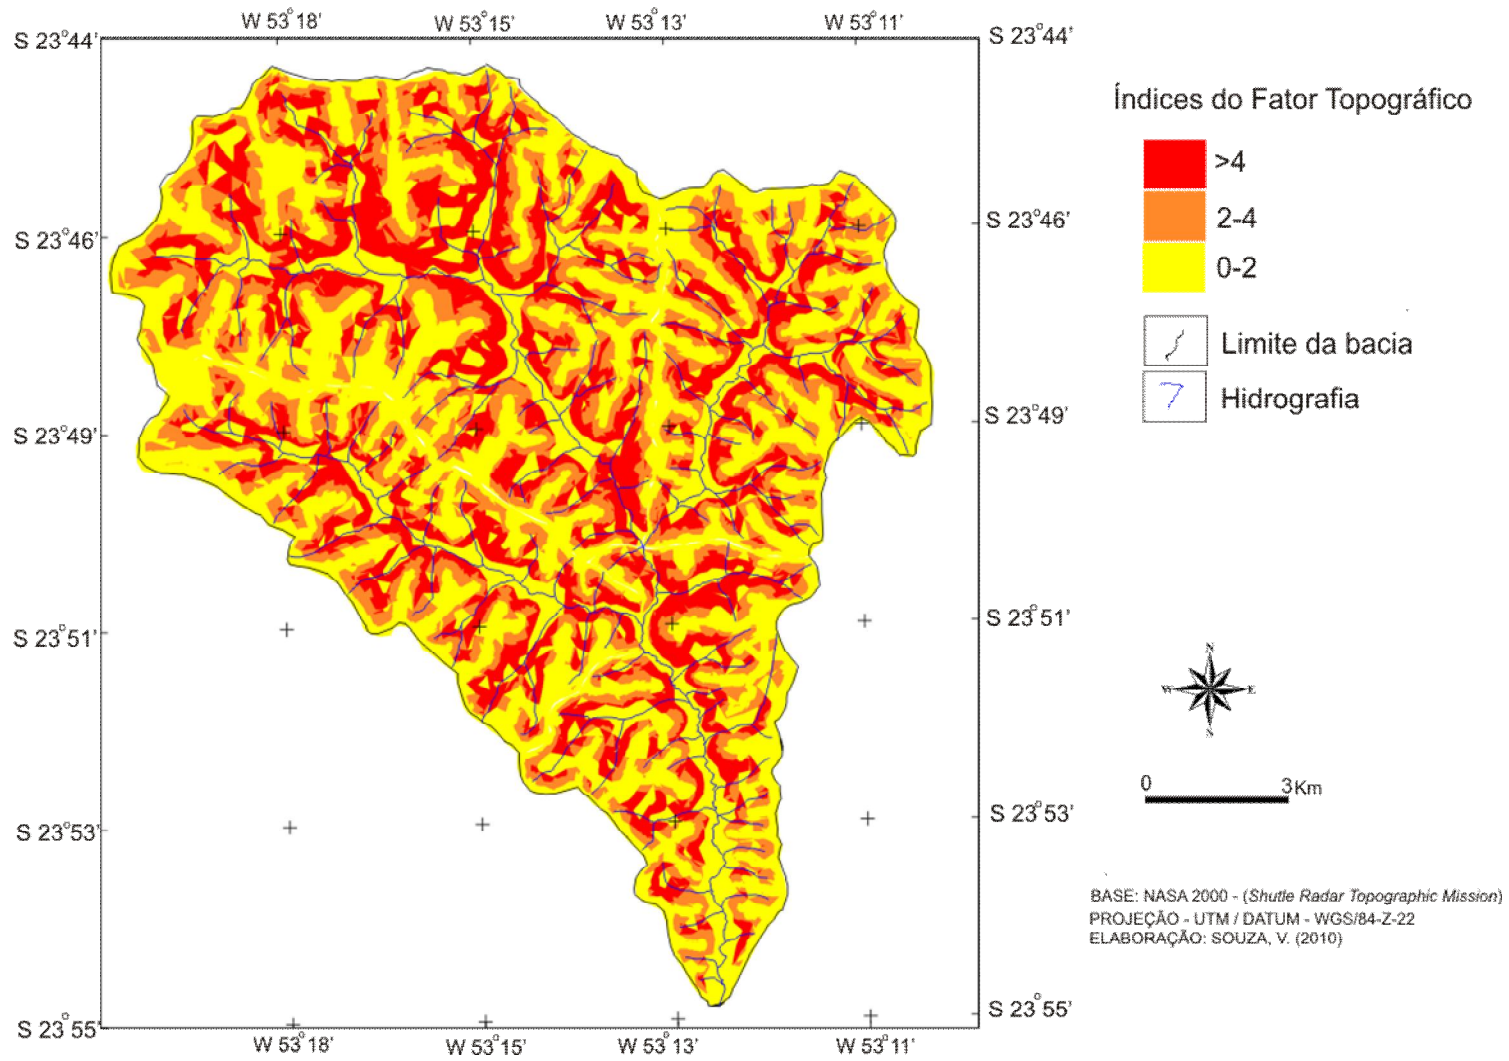 W 53°18' W 53°15' W 53°13' W 53°11'
S 23°44' S 23°44'
Índices do Fator Topográfico
>4
2-4
0-2
S 23°46' S 23°46'
Limite da bacia
Hidrografia
S 23°49' S 23°49'
S 23°51' S 23°51'
N
W E
0 3 Km
S 23°53' S 23°53'
BASE: NASA 2000 - (Shutle Radar Topographic Mission)
PROJEÇÃO - UTM / DATUM - WGS/84-Z-22
ELABORAÇÃO: SOUZA, V. (2010)
S 23°55' S 23°55'
W 53°18' W 53°15' W 53°13' W 53°11'